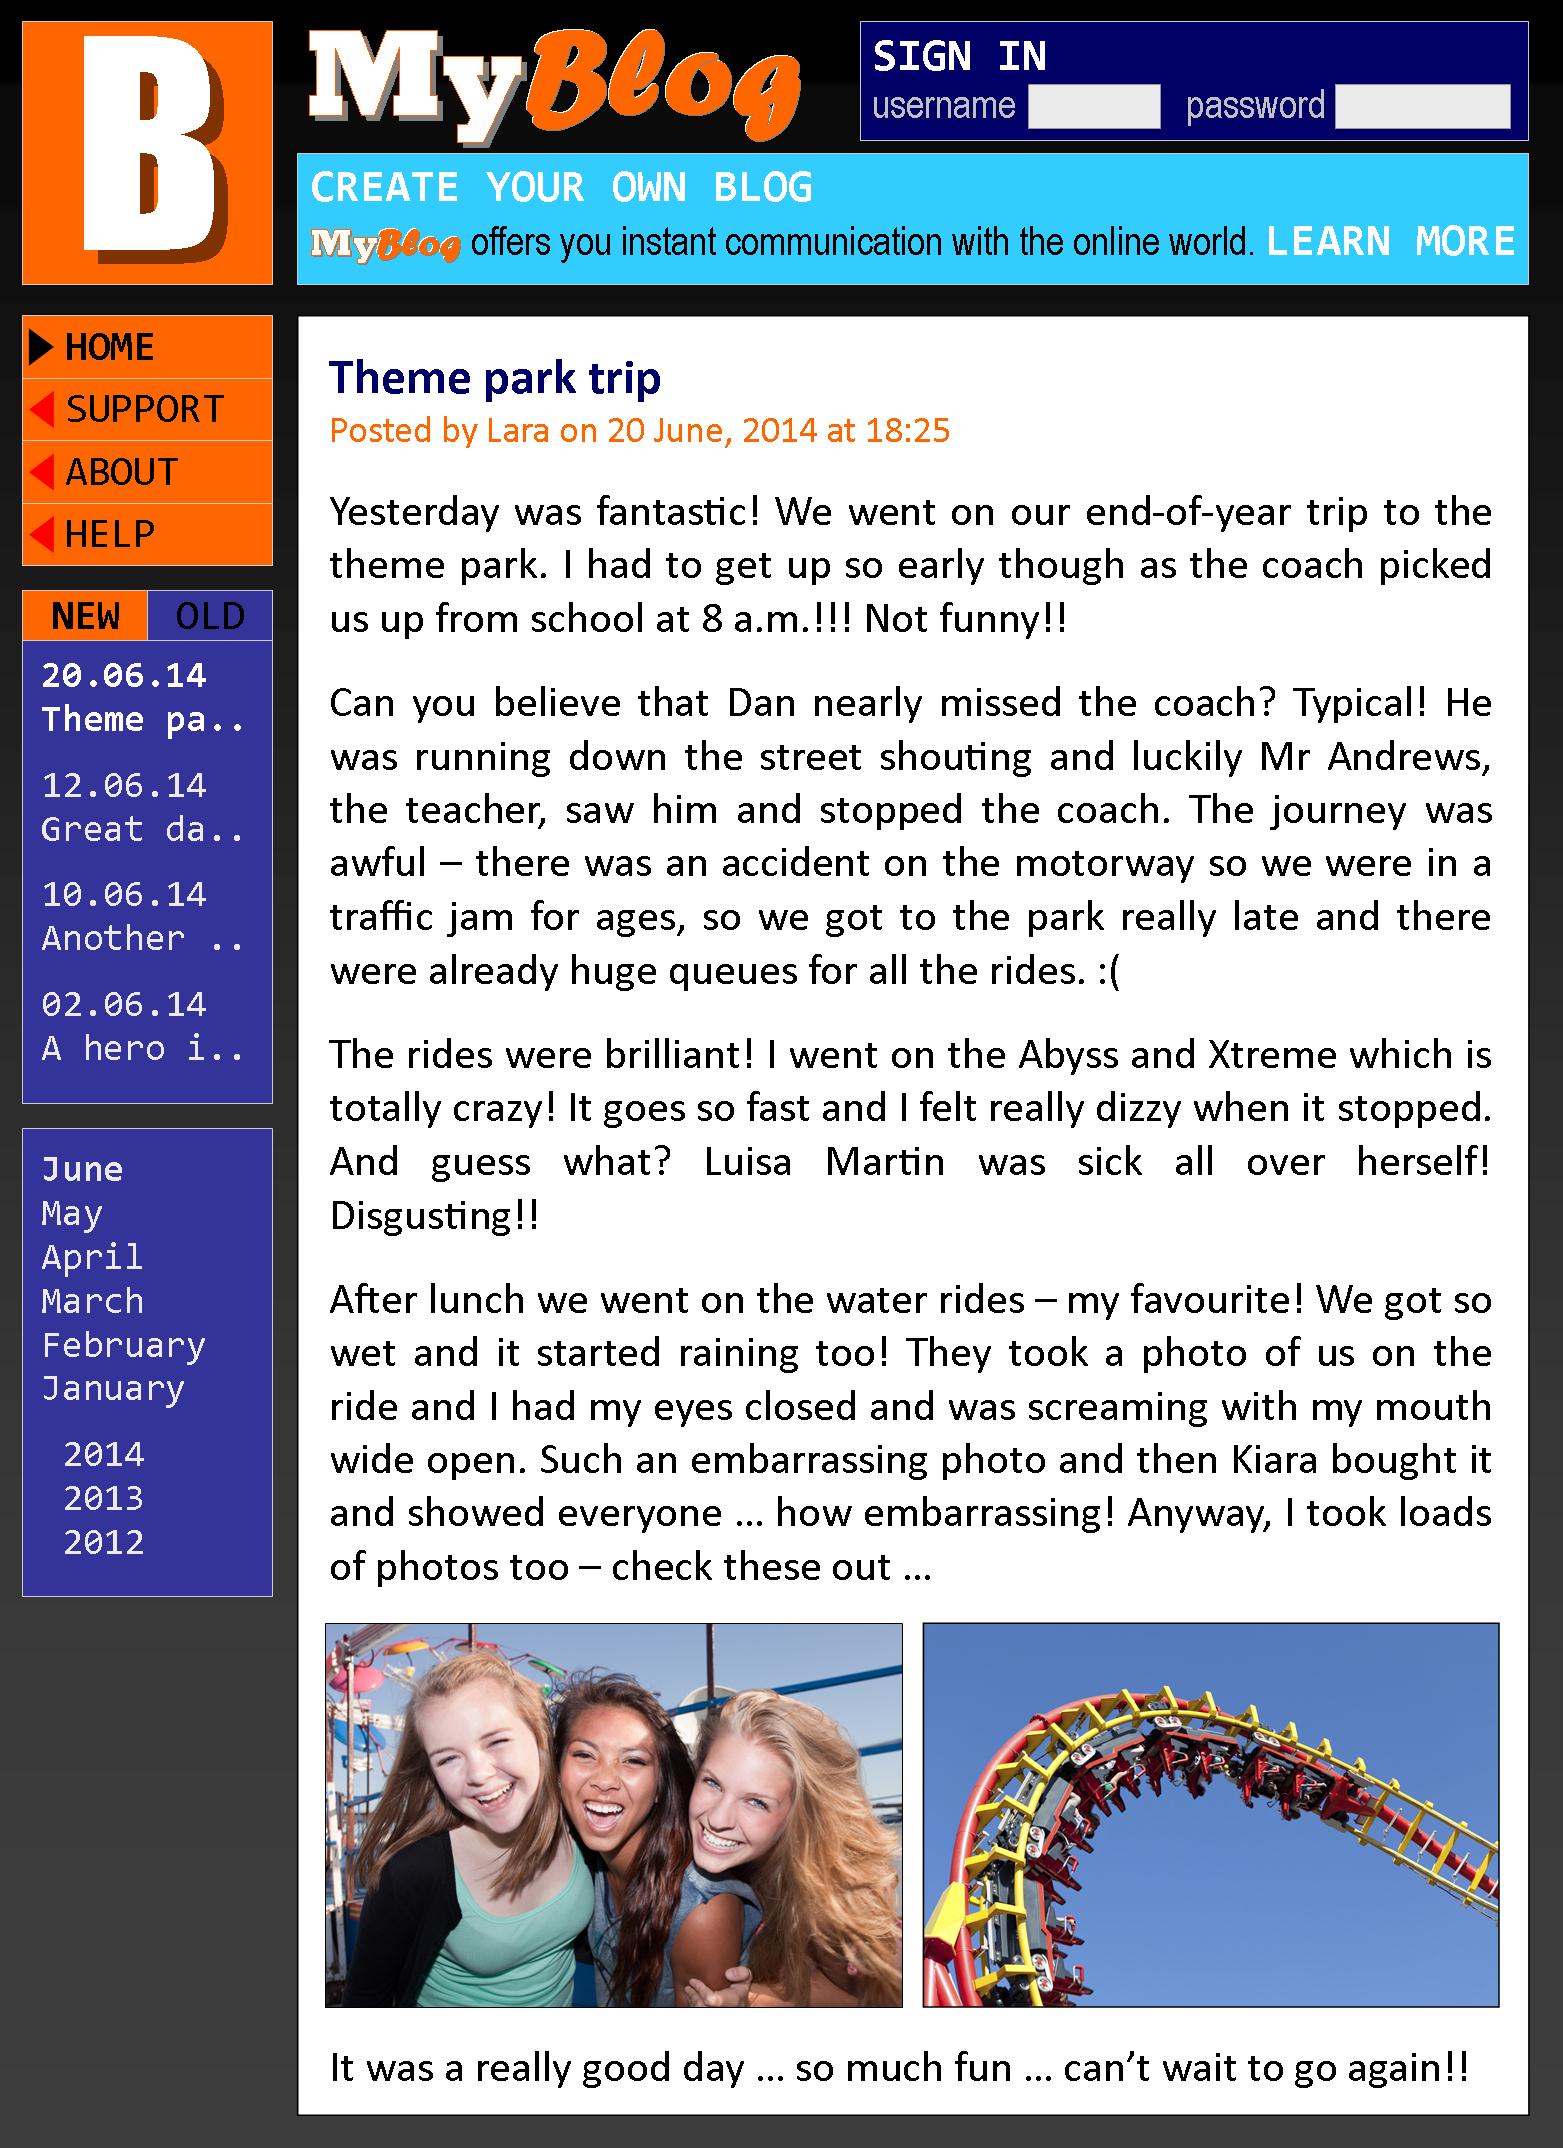 B
MyBlog
SIGN IN
username password
CREATE YOUR OWN BLOG
MyBlog offers you instant communication with the online world. LEARN MORE
HOME
SUPPORT
ABOUT
HELP
NEW OLD
20.06.14
Theme pa..
12.06.14
Great da..
10.06.14
Another ..
02.06.14
A hero i..
June
May
April
March
February
January
2014
2013
2012
Theme park trip
Posted by Lara on 20 June, 2014 at 18:25
Yesterday was fantastic! We went on our end-of-year trip to the
theme park. I had to get up so early though as the coach picked
us up from school at 8 a.m.!!! Not funny!!
Can you believe that Dan nearly missed the coach? Typical! He
was running down the street shouting and luckily Mr Andrews,
the teacher, saw him and stopped the coach. The journey was
awful – there was an accident on the motorway so we were in a
traffic jam for ages, so we got to the park really late and there
were already huge queues for all the rides. :(
The rides were brilliant! I went on the Abyss and Xtreme which is
totally crazy! It goes so fast and I felt really dizzy when it stopped.
And guess what? Luisa Martin was sick all over herself!
Disgusting!!
After lunch we went on the water rides – my favourite! We got so
wet and it started raining too! They took a photo of us on the
ride and I had my eyes closed and was screaming with my mouth
wide open. Such an embarrassing photo and then Kiara bought it
and showed everyone ... how embarrassing! Anyway, I took loads
of photos too – check these out ...
It was a really good day ... so much fun ... can’t wait to go again!!